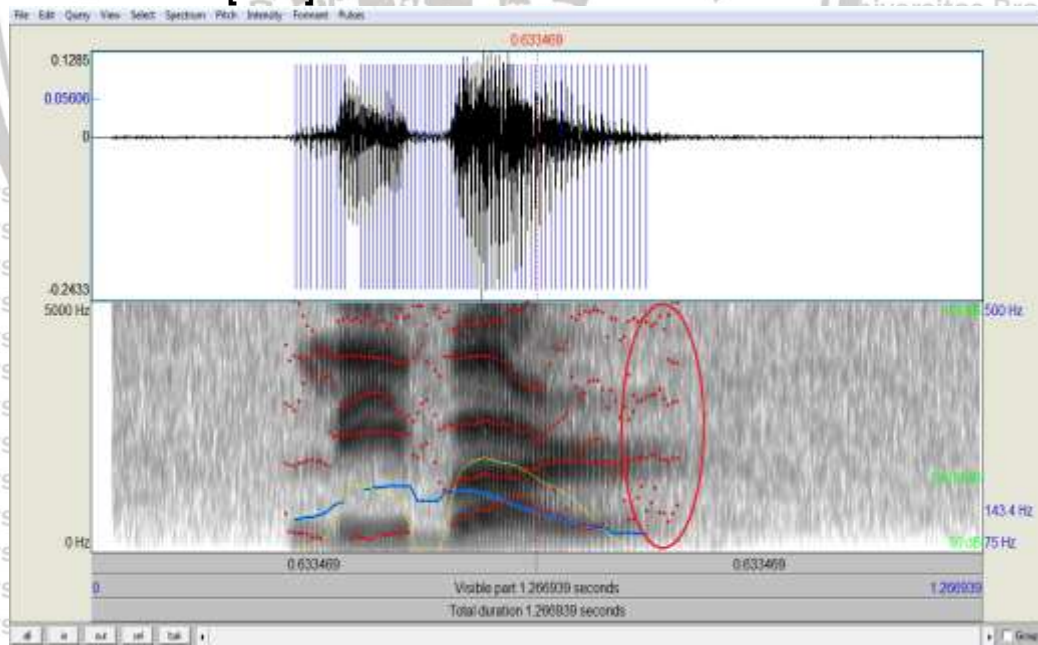 File Edit Query View Select Spectrum Pitch Intensity Formant Pulses
0.633469
0.1285
0.05606
0
-0.2433
5000 Hz
500 Hz
143.4 Hz
0 Hz
75 Hz
0.633469 0.633469
0 Visible part 1.266939 seconds 1.266939
Total duration 1.266939 seconds
all in out sel bak
Group